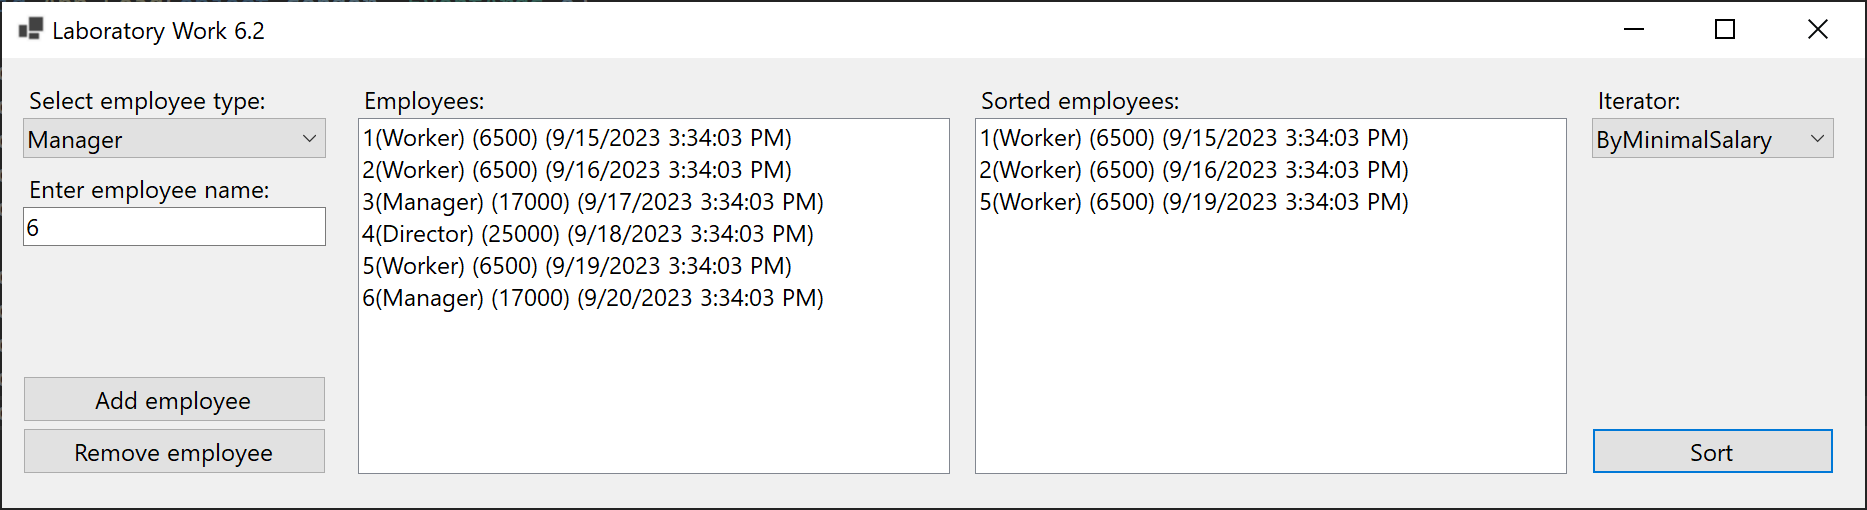 Laboratory Work 6.2
Select employee type:
Manager
Enter employee name:
6
Add employee
Remove employee
Employees:
1(Worker) (6500) (9/15/2023 3:34:03 PM)
2(Worker) (6500) (9/16/2023 3:34:03 PM)
3(Manager) (17000) (9/17/2023 3:34:03 PM)
4(Director) (25000) (9/18/2023 3:34:03 PM)
5(Worker) (6500) (9/19/2023 3:34:03 PM)
6(Manager) (17000) (9/20/2023 3:34:03 PM)
Sorted employees:
1(Worker) (6500) (9/15/2023 3:34:03 PM)
2(Worker) (6500) (9/16/2023 3:34:03 PM)
5(Worker) (6500) (9/19/2023 3:34:03 PM)
Iterator:
ByMinimalSalary
Sort